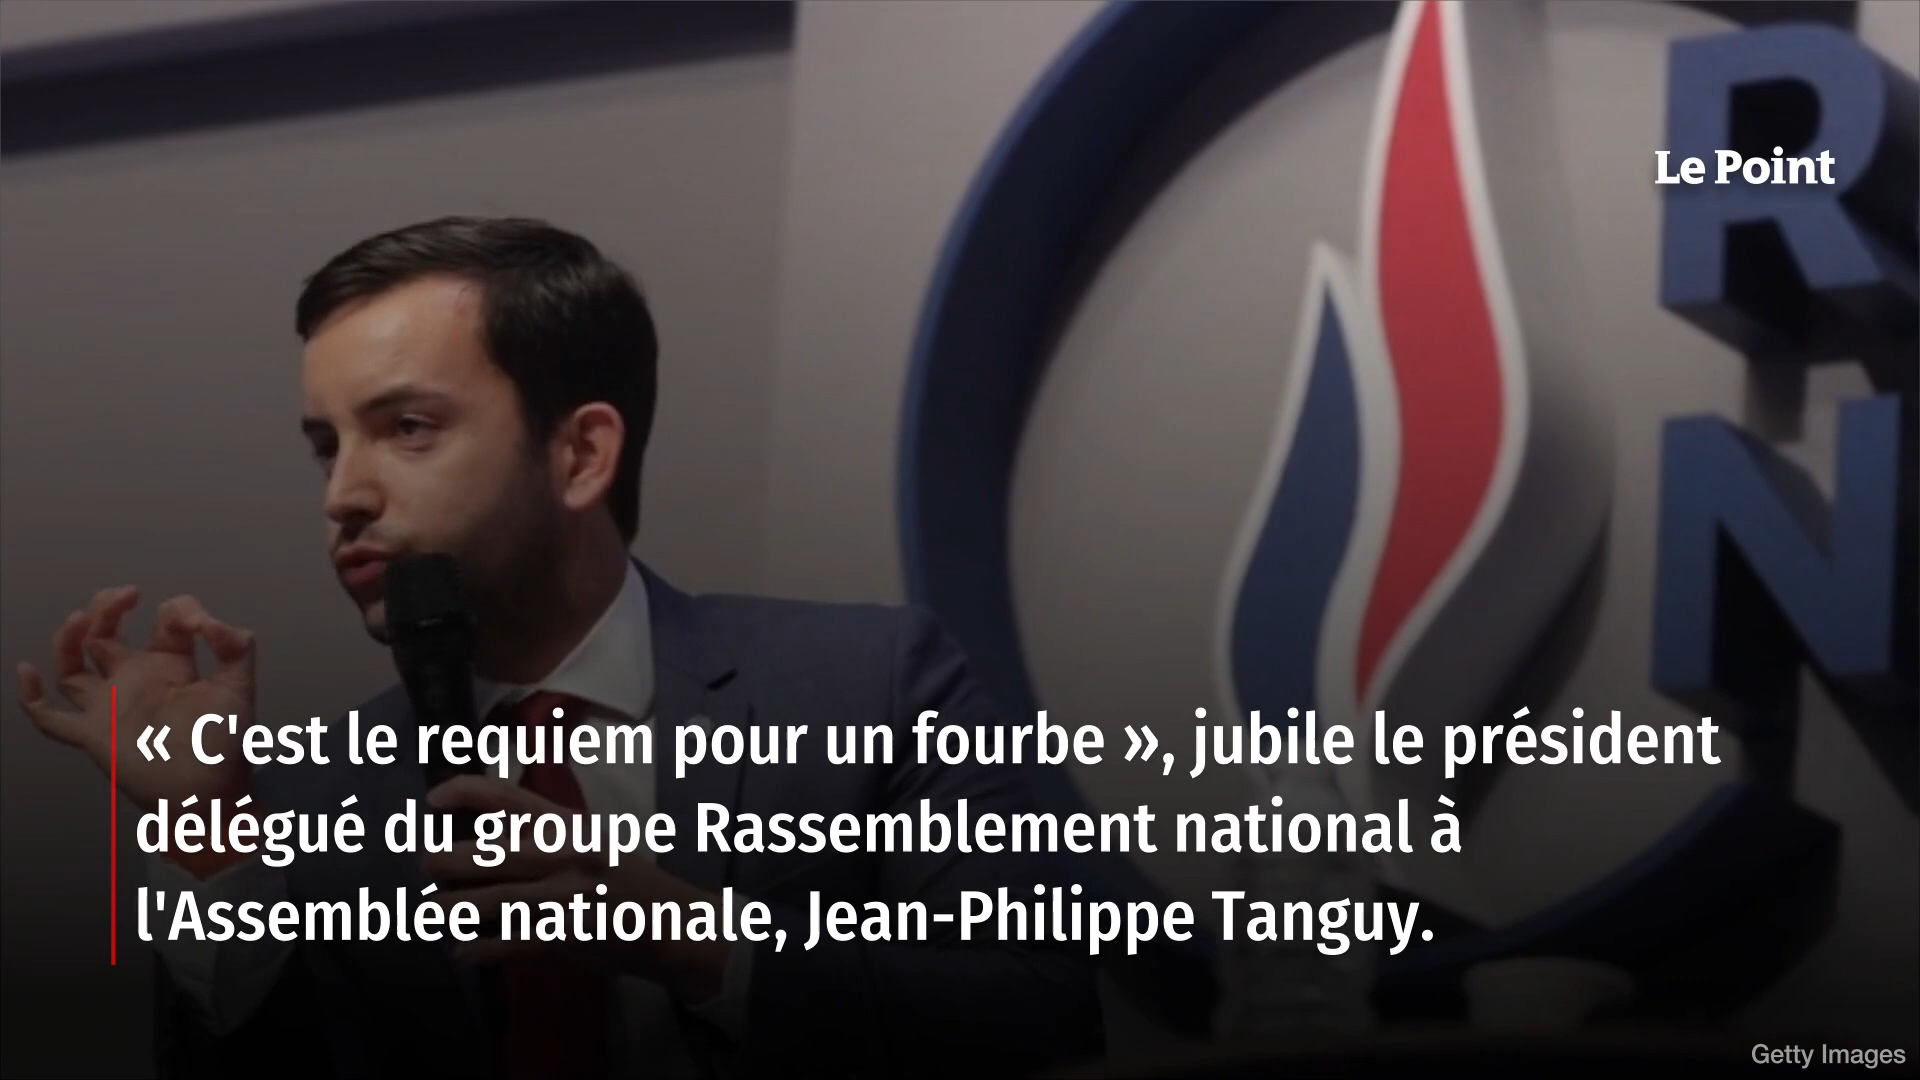 R
Le Point
N
« C'est le requiem pour un fourbe », jubile le président
délégué du groupe Rassemblement national à
l'Assemblée nationale, Jean-Philippe Tanguy.
Getty Images